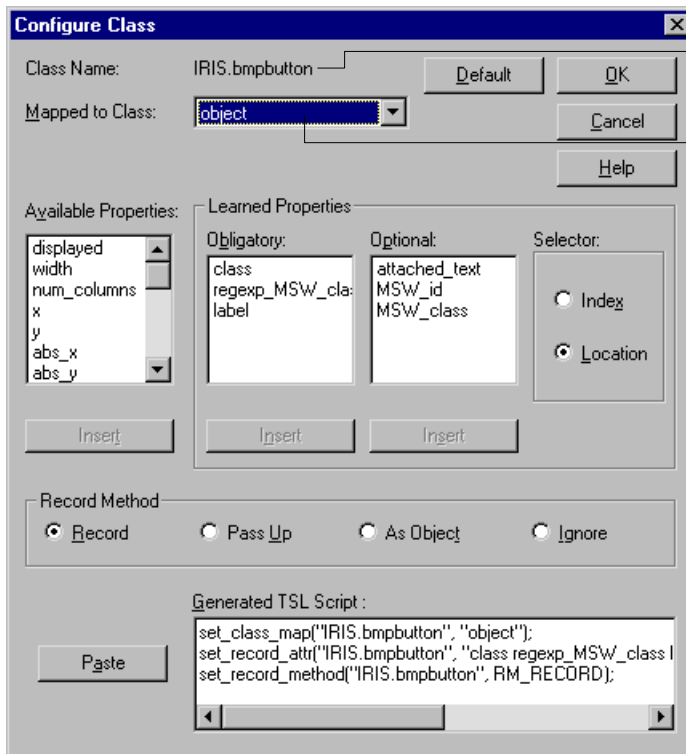 Configure Class
Class Name: IRIS.bmpbutton Default OK
Mapped to Class: object Cancel
Help
Available Properties: Learned Properties
Obligatory: Optional: Selector:
displayed class attached_text
width regexp_MSW_clas MSW_id
num_columns label MSW_class Index
x
y Location
abs_x
abs_y
Insert Insert Insert
Record Method
Record Pass Up As Object Ignore
Generated TSL Script :
set_class_map("IRIS.bmpbutton", "object");
set_record_attr("IRIS.bmpbutton", "class regexp_MSW_class l
set_record_method("IRIS.bmpbutton", RM_RECORD);
Paste